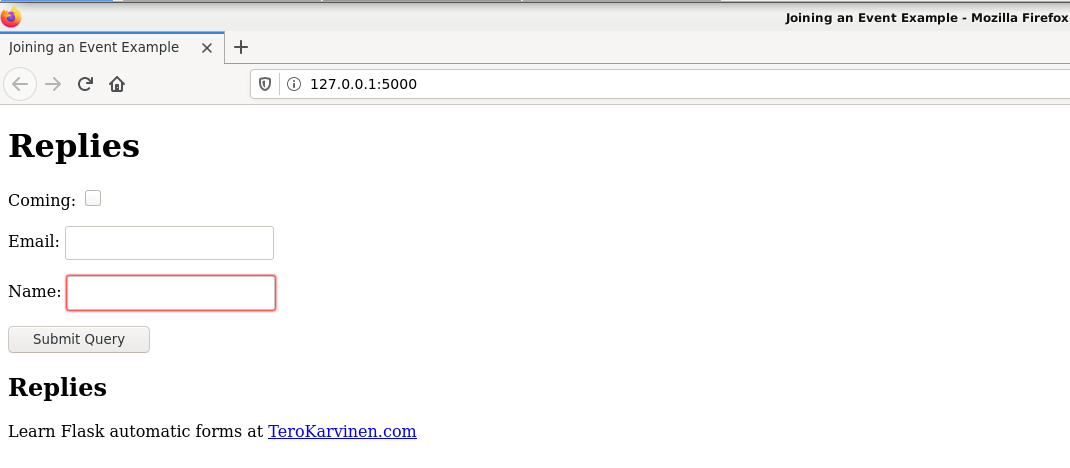 Joining an Event Example - Mozilla Firefox
Joining an Event Example
127.0.0.1:5000
Replies
Coming:
Email:
Name:
Submit Query
Replies
Learn Flask automatic forms at TeroKarvinen.com